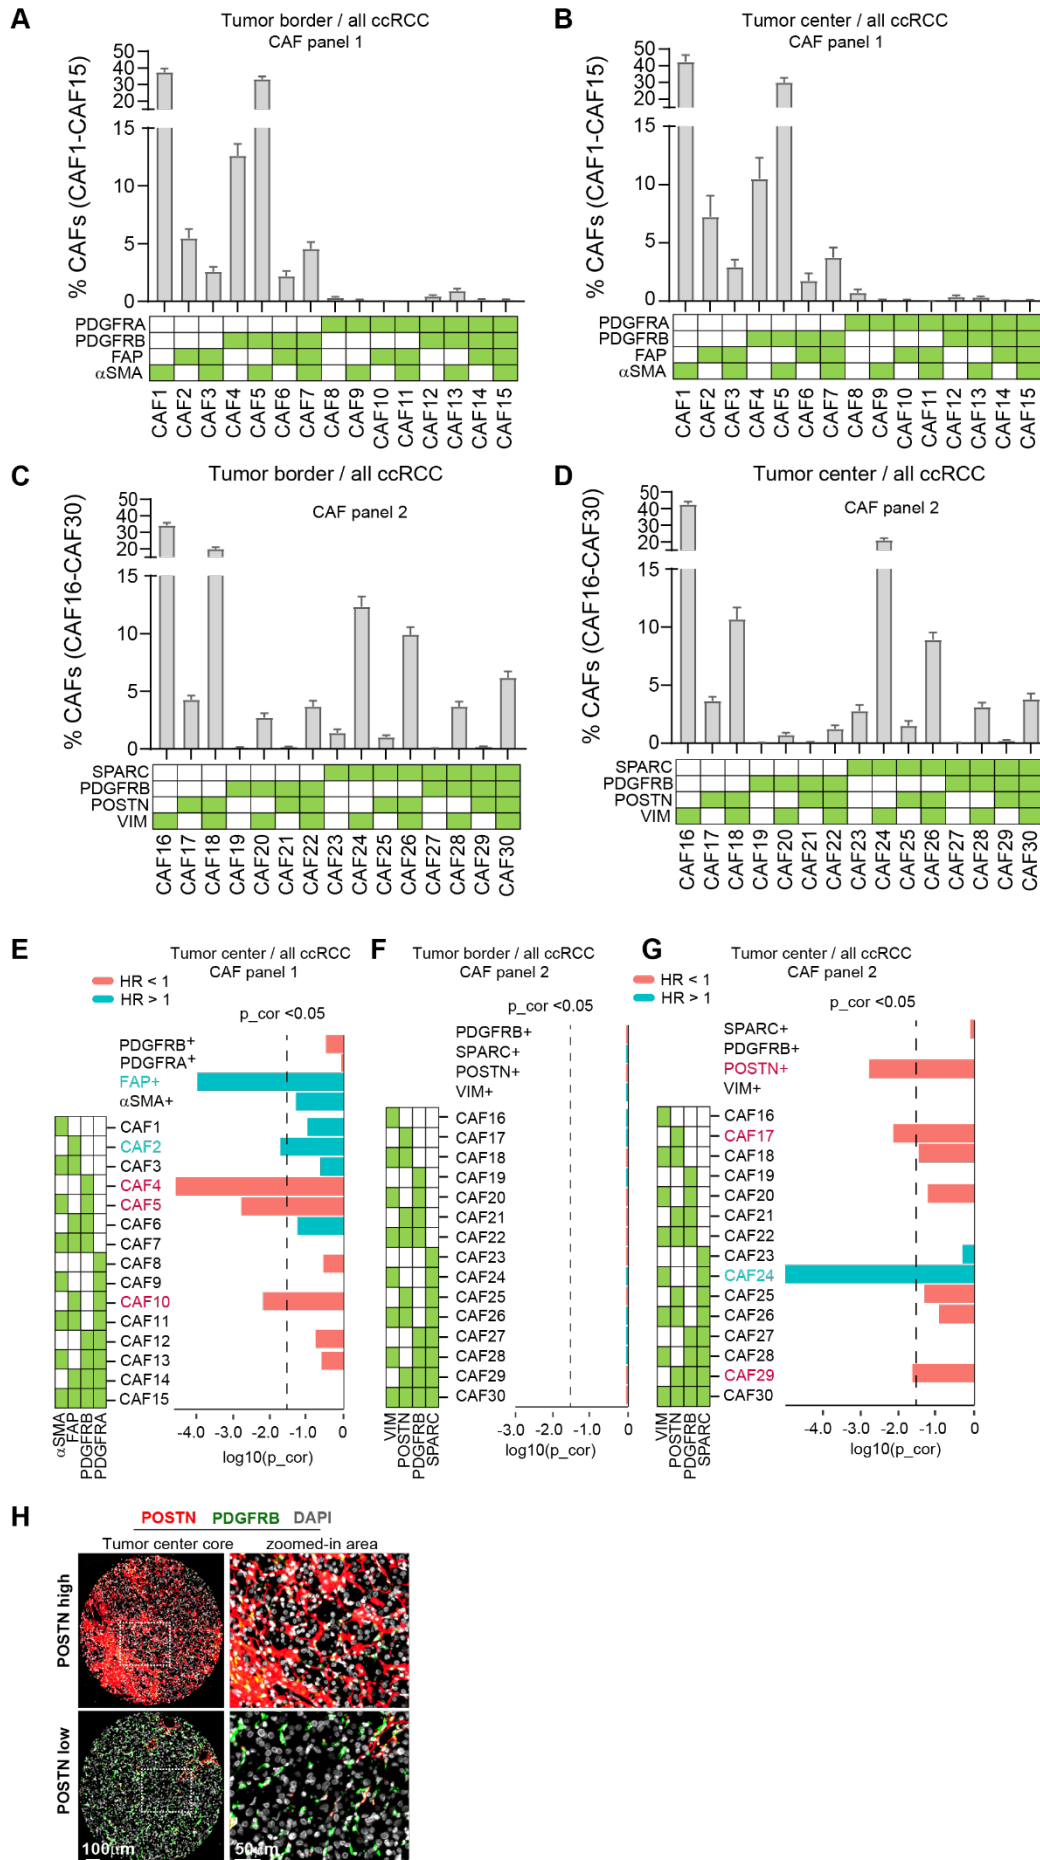 A
Tumor border / all ccRCC
CAF panel 1
% CAFs (CAF1-CAF15)
50
40
30
20
15
10
5
0
PDGFRA
PDGFRB
FAP
αSMA
CAF1
CAF2
CAF3
CAF4
CAF5
CAF6
CAF7
CAF8
CAF9
CAF10
CAF11
CAF12
CAF13
CAF14
CAF15
B
Tumor center / all ccRCC
CAF panel 1
% CAFs (CAF1-CAF15)
50
40
30
20
15
10
5
0
PDGFRA
PDGFRB
FAP
αSMA
CAF1
CAF2
CAF3
CAF4
CAF5
CAF6
CAF7
CAF8
CAF9
CAF10
CAF11
CAF12
CAF13
CAF14
CAF15
C
Tumor border / all ccRCC
CAF panel 2
% CAFs (CAF16-CAF30)
50
40
30
20
15
10
5
0
SPARC
PDGFRB
POSTN
VIM
CAF16
CAF17
CAF18
CAF19
CAF20
CAF21
CAF22
CAF23
CAF24
CAF25
CAF26
CAF27
CAF28
CAF29
CAF30
D
Tumor center / all ccRCC
CAF panel 2
% CAFs (CAF16-CAF30)
50
40
30
20
15
10
5
0
SPARC
PDGFRB
POSTN
VIM
CAF16
CAF17
CAF18
CAF19
CAF20
CAF21
CAF22
CAF23
CAF24
CAF25
CAF26
CAF27
CAF28
CAF29
CAF30
E
Tumor center / all ccRCC
CAF panel 1
HR < 1
HR > 1
p_cor <0.05
PDGFRB+
PDGFRA+
FAP+
αSMA+
CAF1
CAF2
CAF3
CAF4
CAF5
CAF6
CAF7
CAF8
CAF9
CAF10
CAF11
CAF12
CAF13
CAF14
CAF15
αSMA
FAP
PDGFRB
PDGFRA
-4.0 -3.0 -2.0 -1.0 0
log10(p_cor)
F
Tumor border / all ccRCC
CAF panel 2
p_cor <0.05
PDGFRB+
SPARC+
POSTN+
VIM+
CAF16
CAF17
CAF18
CAF19
CAF20
CAF21
CAF22
CAF23
CAF24
CAF25
CAF26
CAF27
CAF28
CAF29
CAF30
VIM
POSTN
PDGFRB
SPARC
-3.0 -2.0 -1.0 0
log10(p_cor)
G
Tumor center / all ccRCC
CAF panel 2
HR < 1
HR > 1
p_cor <0.05
SPARC+
PDGFRB+
POSTN+
VIM+
CAF16
CAF17
CAF18
CAF19
CAF20
CAF21
CAF22
CAF23
CAF24
CAF25
CAF26
CAF27
CAF28
CAF29
CAF30
VIM
POSTN
PDGFRB
SPARC
-4.0 -3.0 -2.0 -1.0 0
log10(p_cor)
H
POSTN PDGFRB DAPI
Tumor center core
zoomed-in area
POSTN high
POSTN low
100μm
50μm